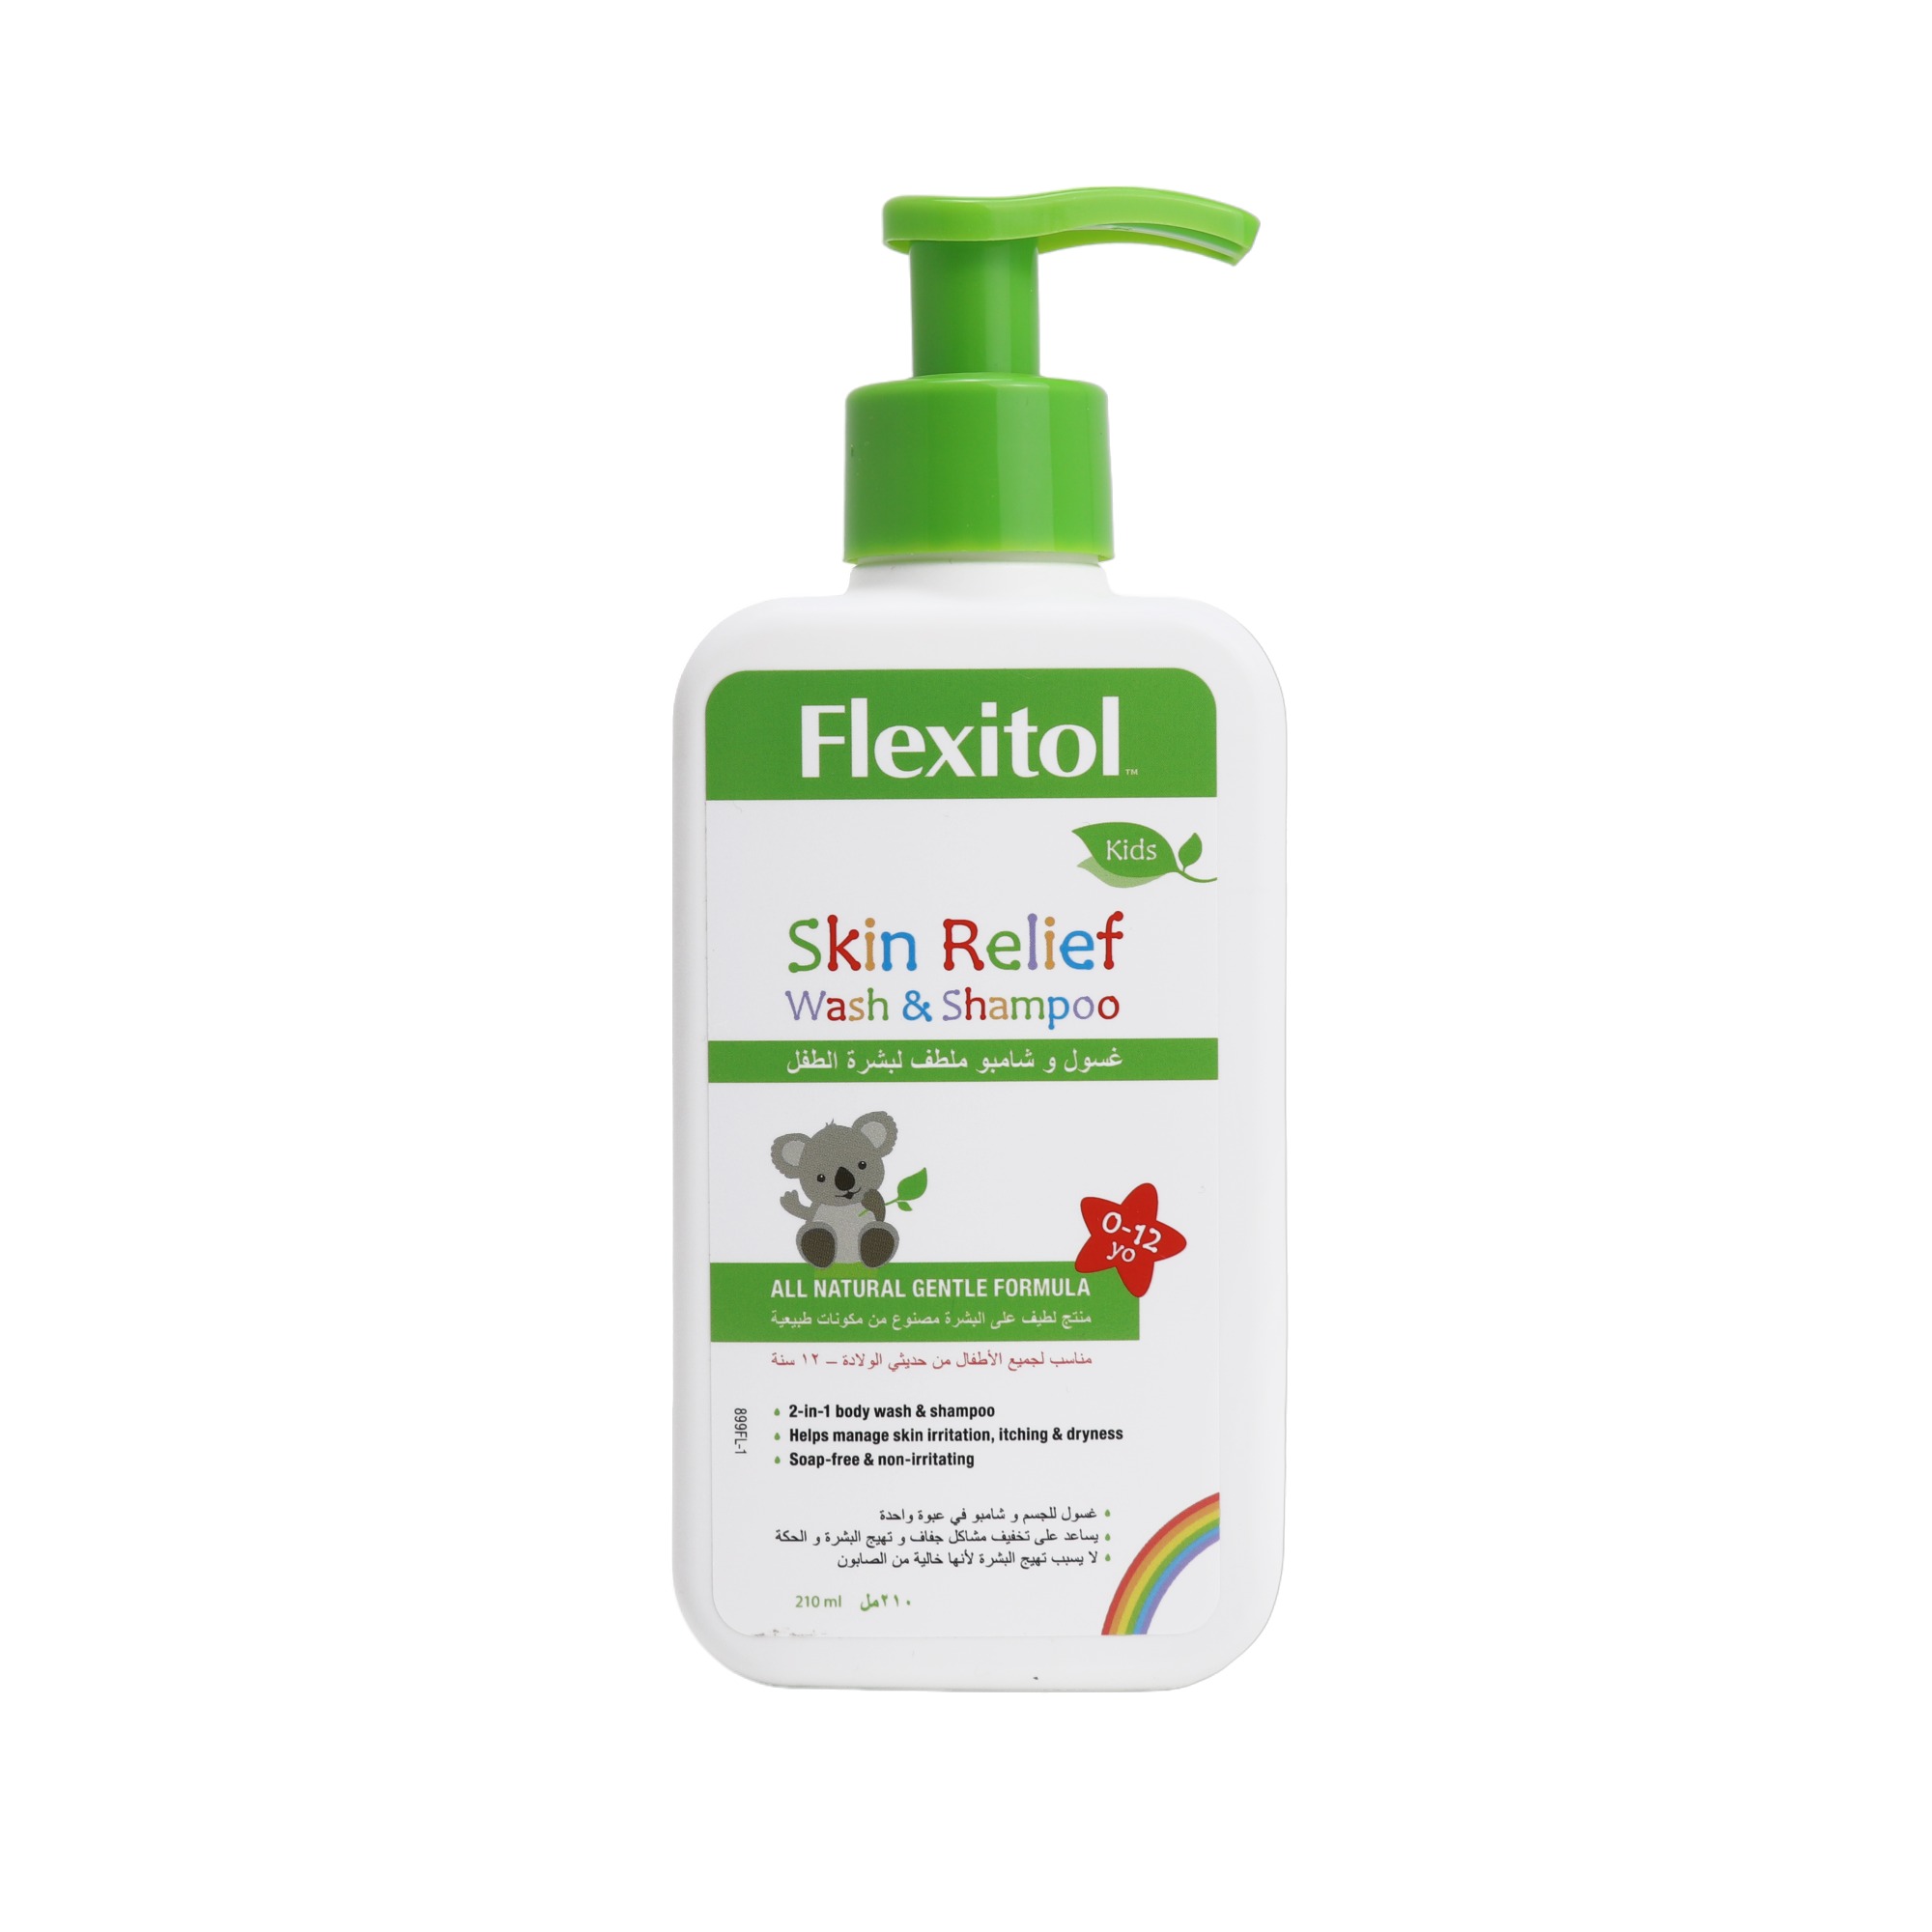 Flexitol™
Kids
Skin Relief
Wash & Shampoo
غسول و شامبو ملطف لبشرة الطفل
0-12
yo
ALL NATURAL GENTLE FORMULA
منتج لطيف على البشرة مصنوع من مكونات طبيعية
مناسب لجميع الأطفال من حديثي الولادة – ١٢ سنة
899FL-1
2-in-1 body wash & shampoo
Helps manage skin irritation, itching & dryness
Soap-free & non-irritating
غسول للجسم و شامبو في عبوة واحدة
يساعد على تخفيف مشاكل جفاف و تهيج البشرة و الحكة
لا يسبب تهيج البشرة لأنها خالية من الصابون
210 ml ٢١٠مل